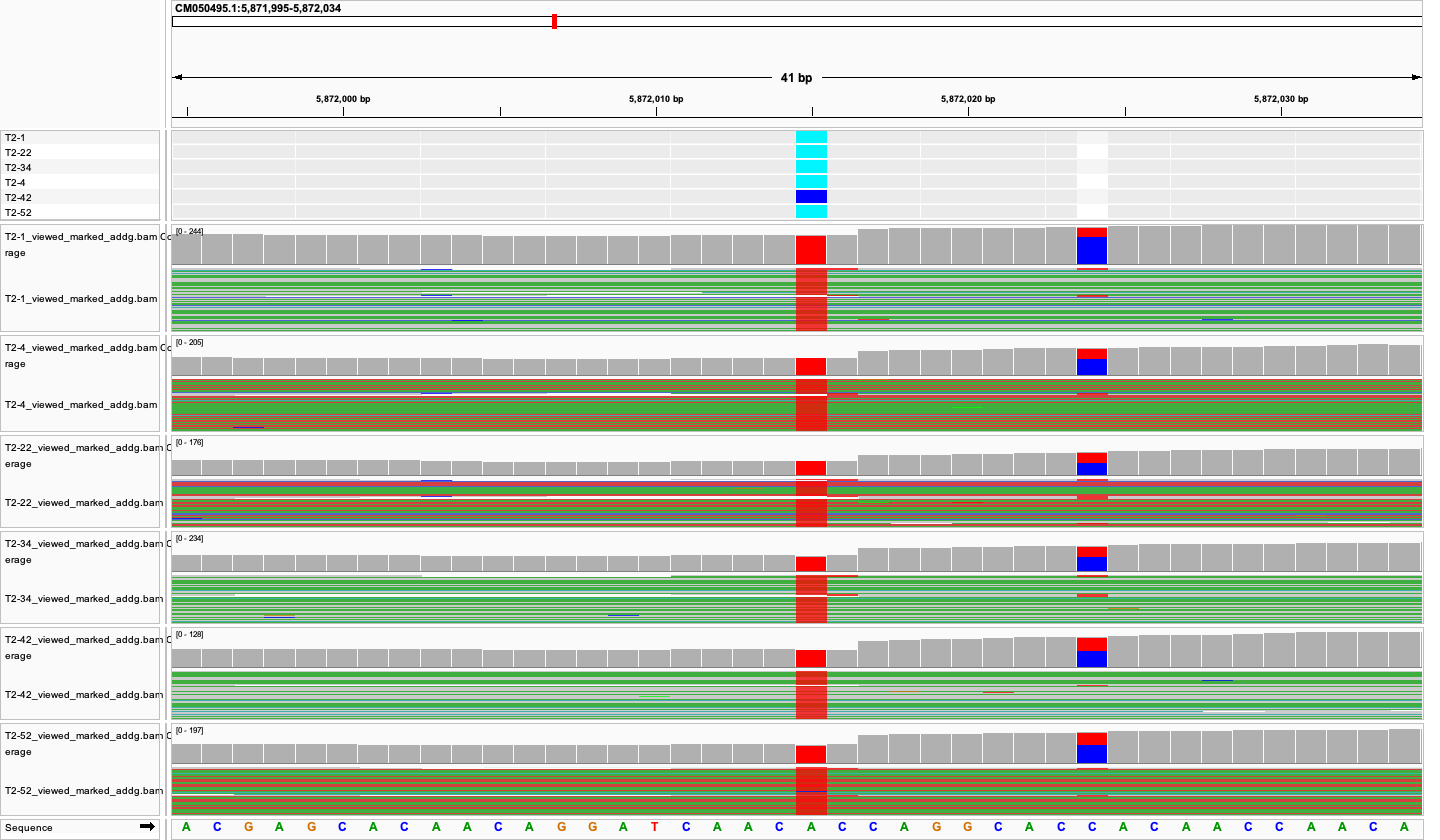 CM050495.1:5,871,995-5,872,034
41 bp
5,872,000 bp 5,872,010 bp 5,872,020 bp 5,872,030 bp
T2-1
T2-22
T2-34
T2-4
T2-42
T2-52
T2-1_viewed_marked_addg.bam Co
rage
[0 - 244]
T2-1_viewed_marked_addg.bam
T2-4_viewed_marked_addg.bam Co
rage
[0 - 205]
T2-4_viewed_marked_addg.bam
T2-22_viewed_marked_addg.bam C
erage
[0 - 176]
T2-22_viewed_marked_addg.bam
T2-34_viewed_marked_addg.bam C
erage
[0 - 234]
T2-34_viewed_marked_addg.bam
T2-42_viewed_marked_addg.bam C
erage
[0 - 128]
T2-42_viewed_marked_addg.bam
T2-52_viewed_marked_addg.bam C
erage
[0 - 197]
T2-52_viewed_marked_addg.bam
Sequence A C G A G C A C A A C A G G A T C A A C A C C A G G C A C C A C A A C C A A C A